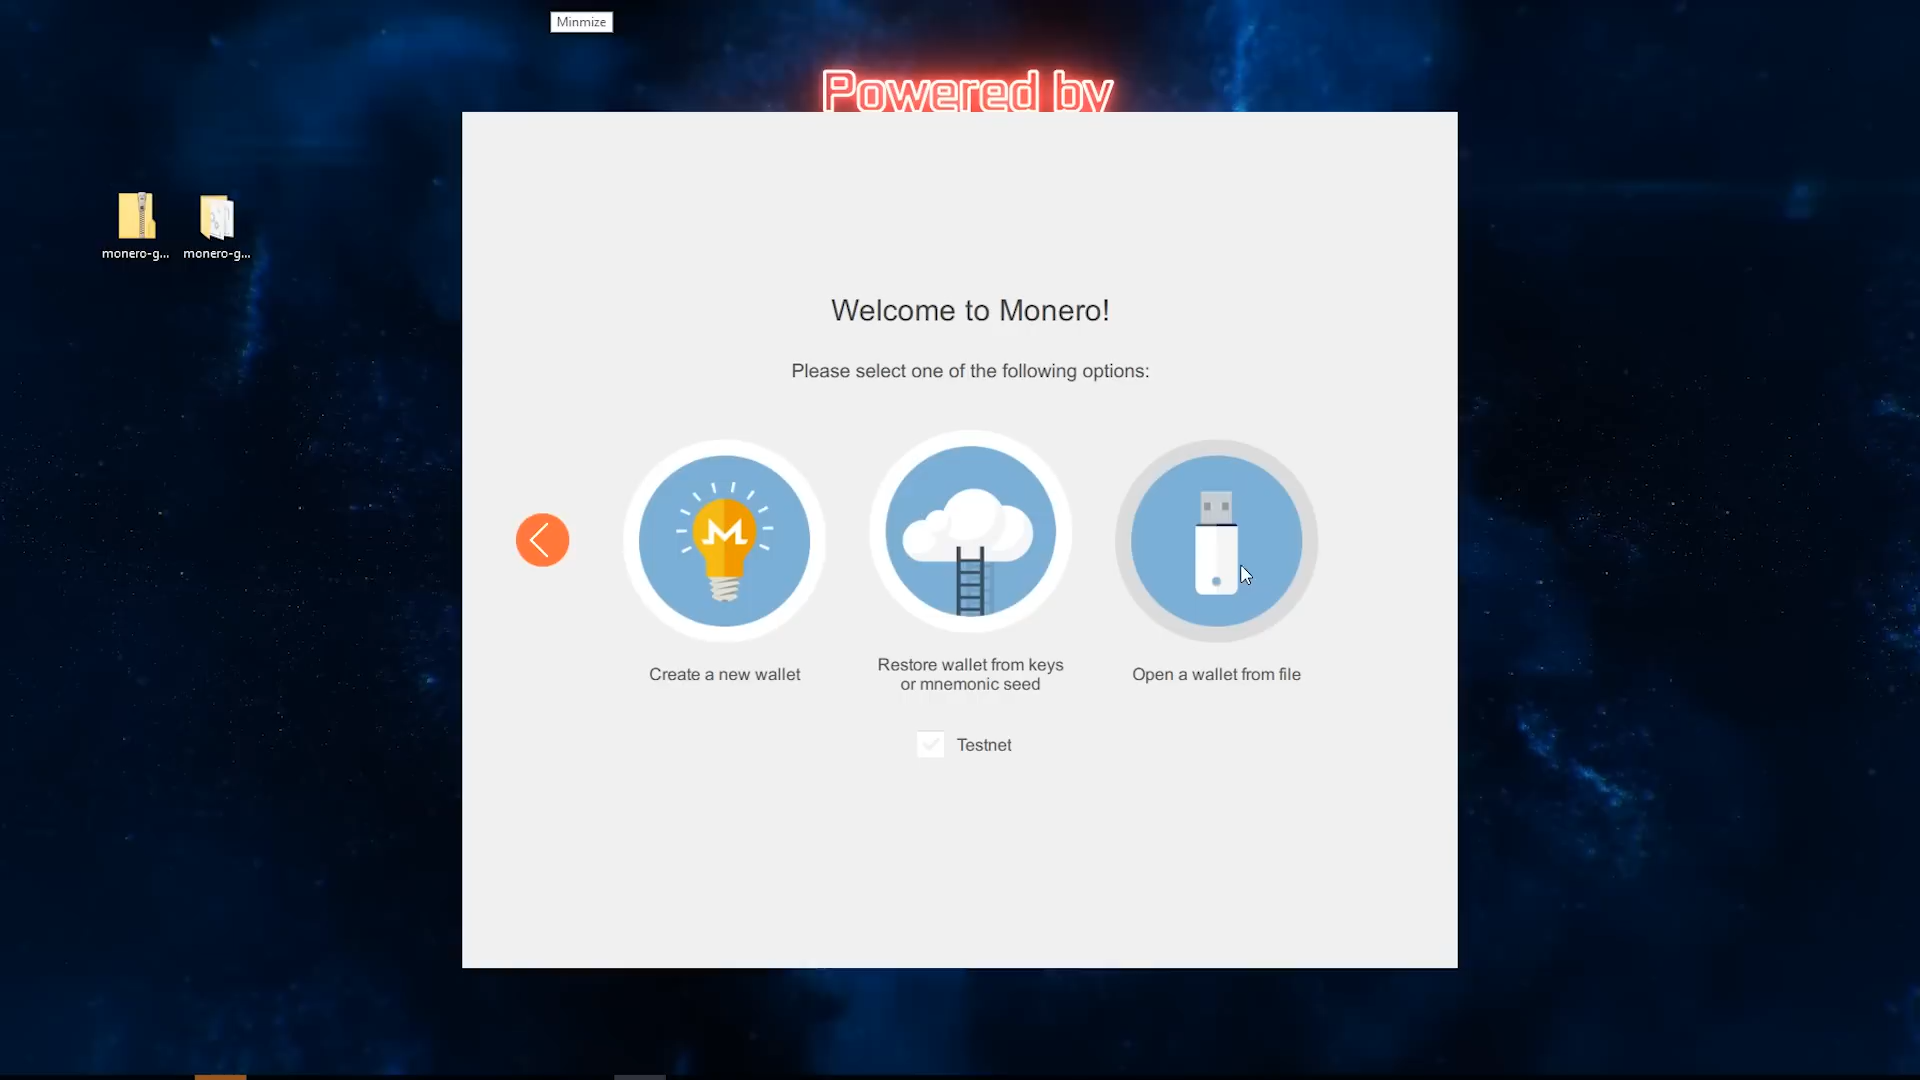 Minmize
Powered by
monero-g...
monero-g...
Welcome to Monero!
Please select one of the following options:
Create a new wallet
Restore wallet from keys
or mnemonic seed
Open a wallet from file
Testnet